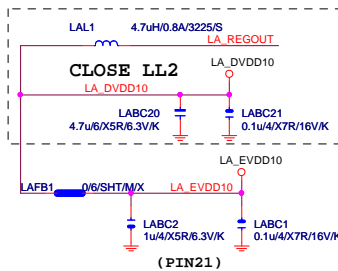 LAL1 4.7uH/0.8A/3225/S
LA_REGOUT
CLOSE LL2
LA_DVDD10
LA_DVDD10
LABC20
4.7u/6/X5R/6.3V/K
LABC21
0.1u/4/X7R/16V/K
LA_EVDD10
LAFB1 0/6/SHT/M/X LA_EVDD10
LABC2
1u/4/X5R/6.3V/K
LABC1
0.1u/4/X7R/16V/K
(PIN21)